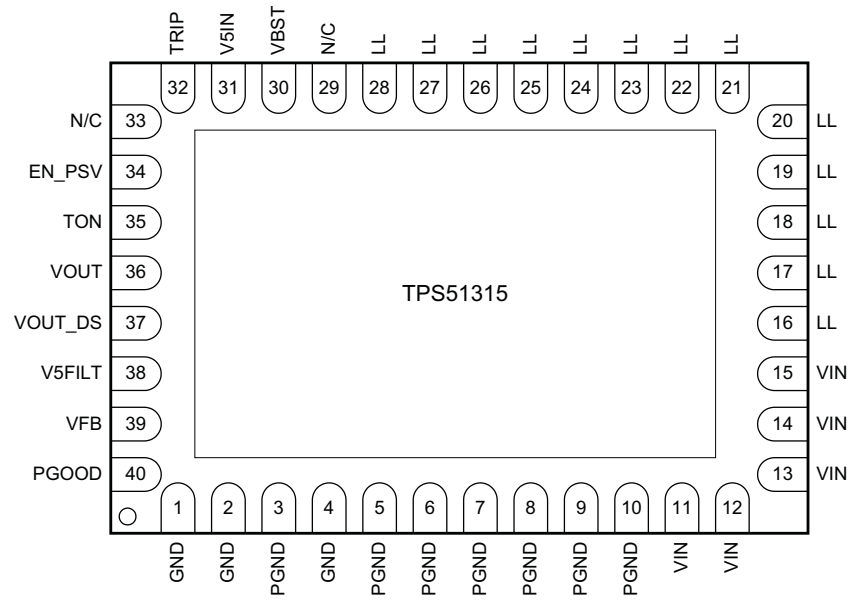 TRIP V5IN VBST N/C LL LL LL LL LL LL LL LL
32 31 30 29 28 27 26 25 24 23 22 21
N/C 33 20 LL
EN_PSV 34 19 LL
TON 35 18 LL
VOUT 36 17 LL
TPS51315
VOUT_DS 37 16 LL
V5FILT 38 15 VIN
VFB 39 14 VIN
PGOOD 40 13 VIN
1 2 3 4 5 6 7 8 9 10 11 12
GND GND PGND GND PGND PGND PGND PGND PGND PGND VIN VIN